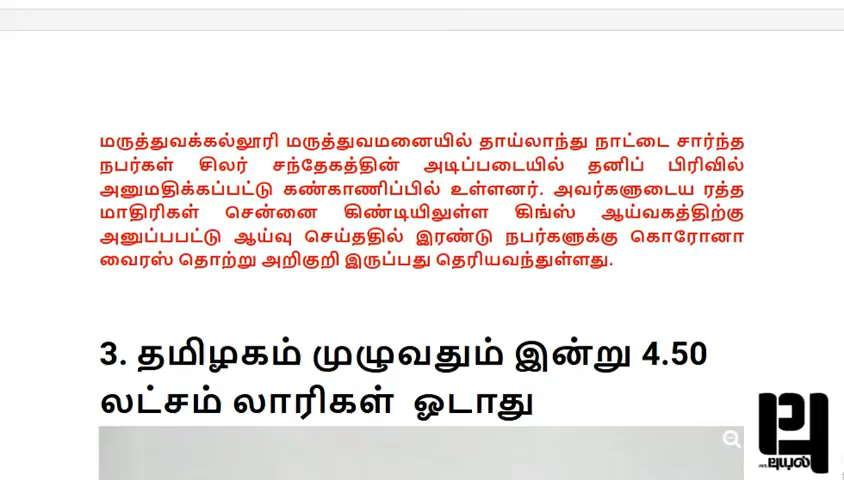 மருத்துவக்கல்லூரி மருத்துவமனையில் தாய்லாந்து நாட்டை சார்ந்த
நபர்கள் சிலர் சந்தேகத்தின் அடிப்படையில் தனிப் பிரிவில்
அனுமதிக்கப்பட்டு கண்காணிப்பில் உள்ளனர். அவர்களுடைய ரத்த
மாதிரிகள் சென்னை கிண்டியிலுள்ள கிங்ஸ் ஆய்வகத்திற்கு
அனுப்பபட்டு ஆய்வு செய்ததில் இரண்டு நபர்களுக்கு கொரோனா
வைரஸ் தொற்று அறிகுறி இருப்பது தெரியவந்துள்ளது.
3. தமிழகம் முழுவதும் இன்று 4.50
லட்சம் லாரிகள் ஓடாது
புயல்